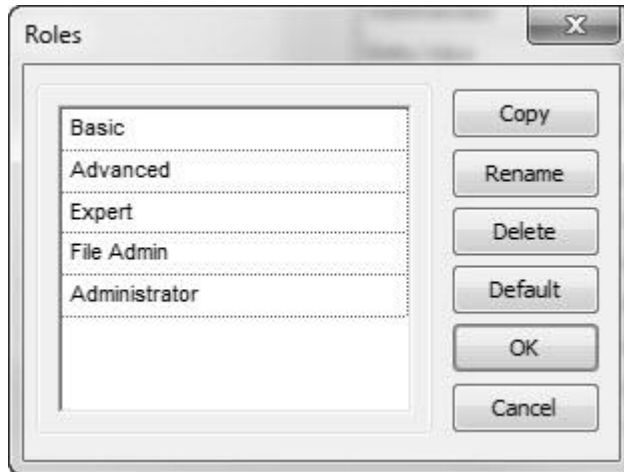 Roles
Basic
Advanced
Expert
File Admin
Administrator
Copy
Rename
Delete
Default
OK
Cancel